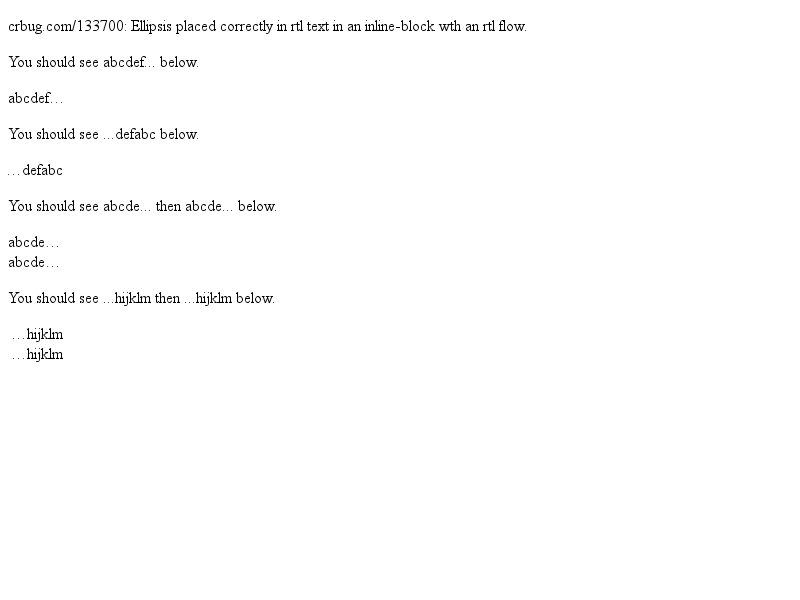 crbug.com/133700: Ellipsis placed correctly in rtl text in an inline-block wth an rtl flow.
You should see abcdef... below.
abcdef…
You should see ...defabc below.
…defabc
You should see abcde... then abcde... below.
abcde…
abcde…
You should see ...hijklm then ...hijklm below.
…hijklm
…hijklm